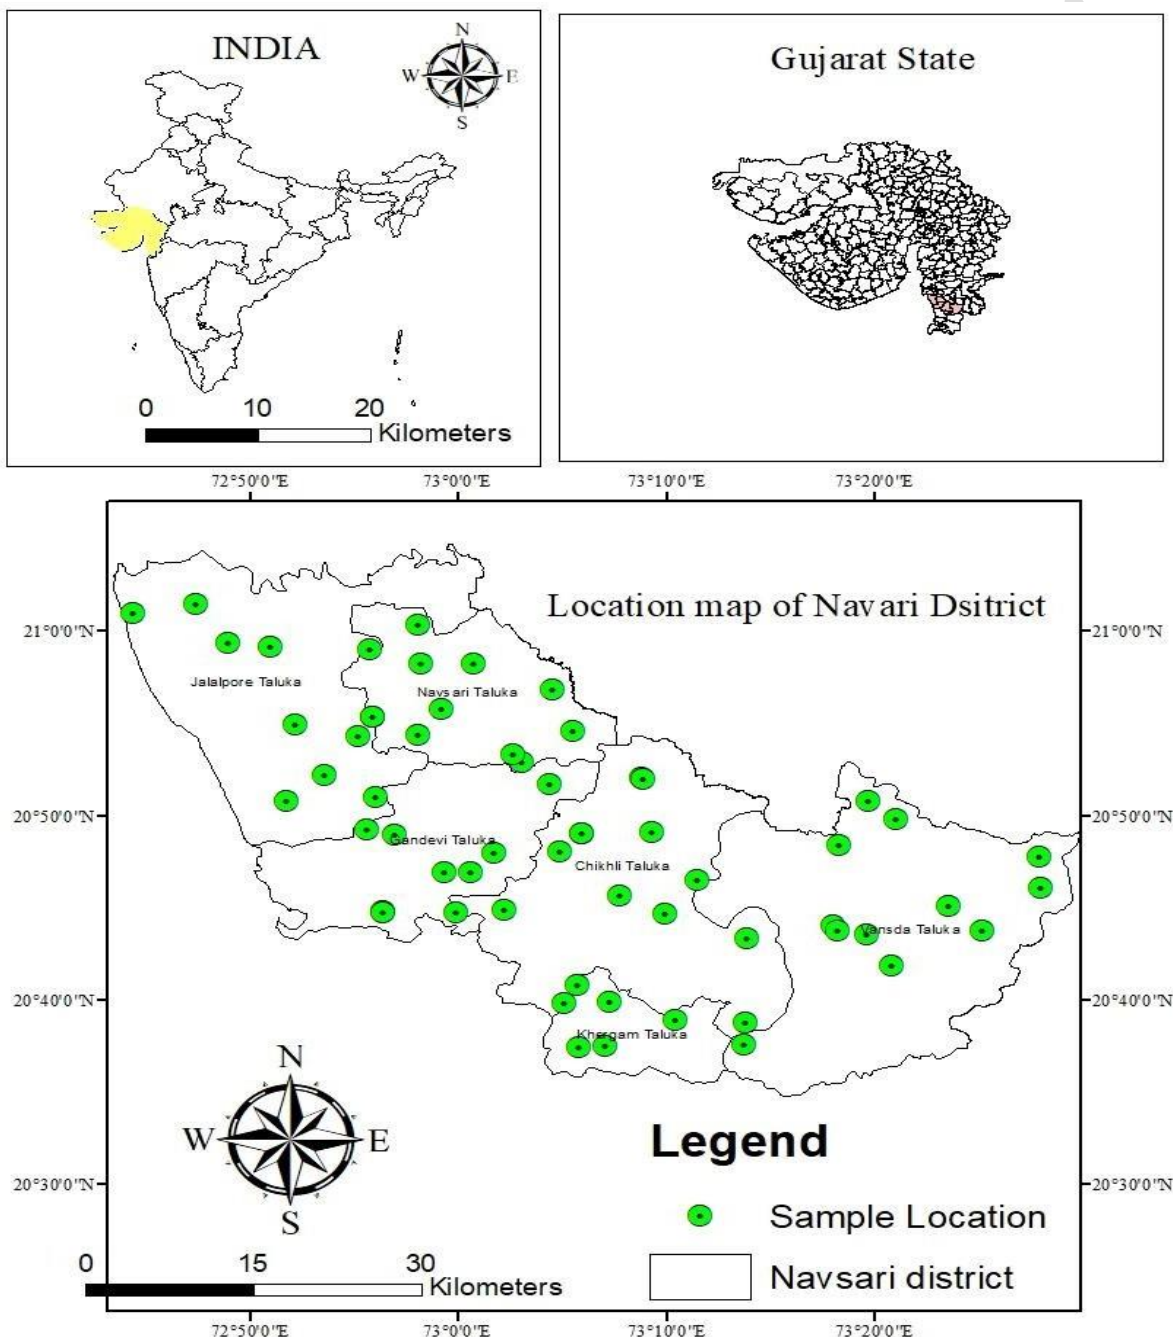 INDIA
N
W E
S
0 10 20
Kilometers
Gujarat State
72°50'0"E 73°0'0"E 73°10'0"E 73°20'0"E
Location map of Navari Dsitrict
21°0'0"N 21°0'0"N
Jalalpore Taluka
Navsari Taluka
20°50'0"N 20°50'0"N
Gandevi Taluka
Chikhli Taluka
Vansda Taluka
20°40'0"N 20°40'0"N
Khergam Taluka
N
W E
S
Legend
20°30'0"N 20°30'0"N
Sample Location
Navsari district
0 15 30
Kilometers
72°50'0"E 73°0'0"E 73°10'0"E 73°20'0"E